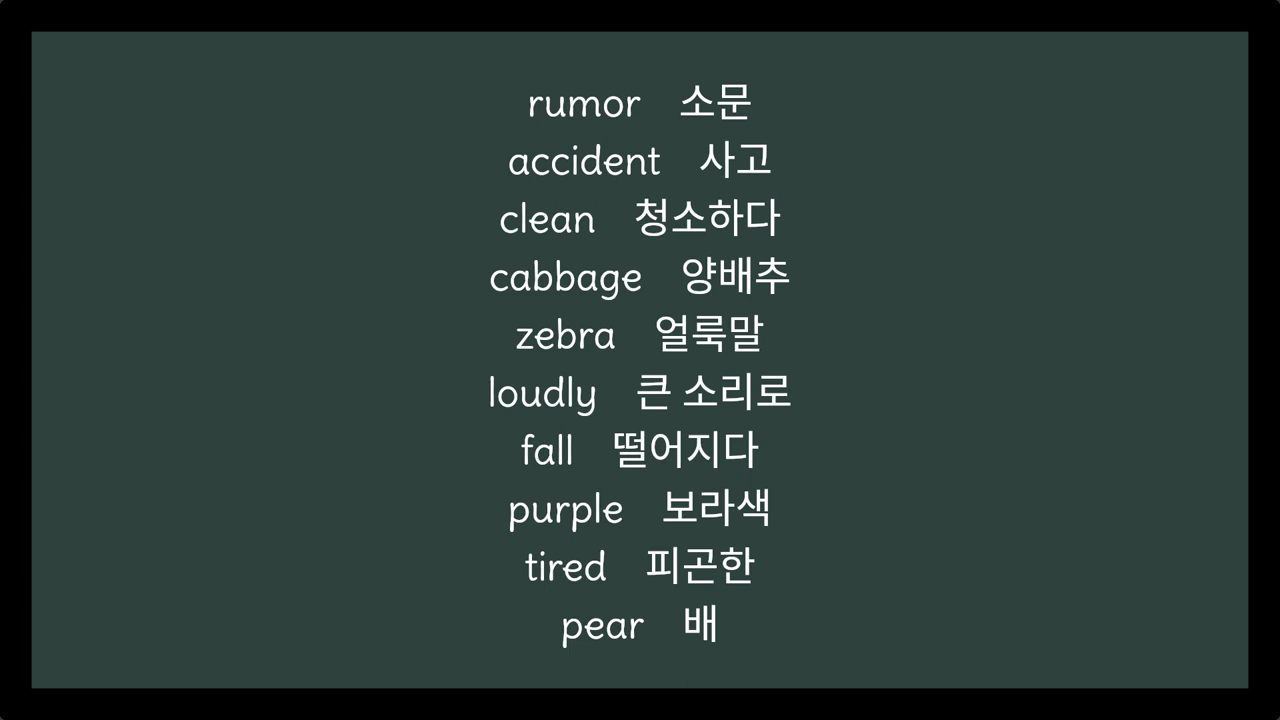 rumor 소문
accident 사고
clean 청소하다
cabbage 양배추
zebra 얼룩말
loudly 큰 소리로
fall 떨어지다
purple 보라색
tired 피곤한
pear 배